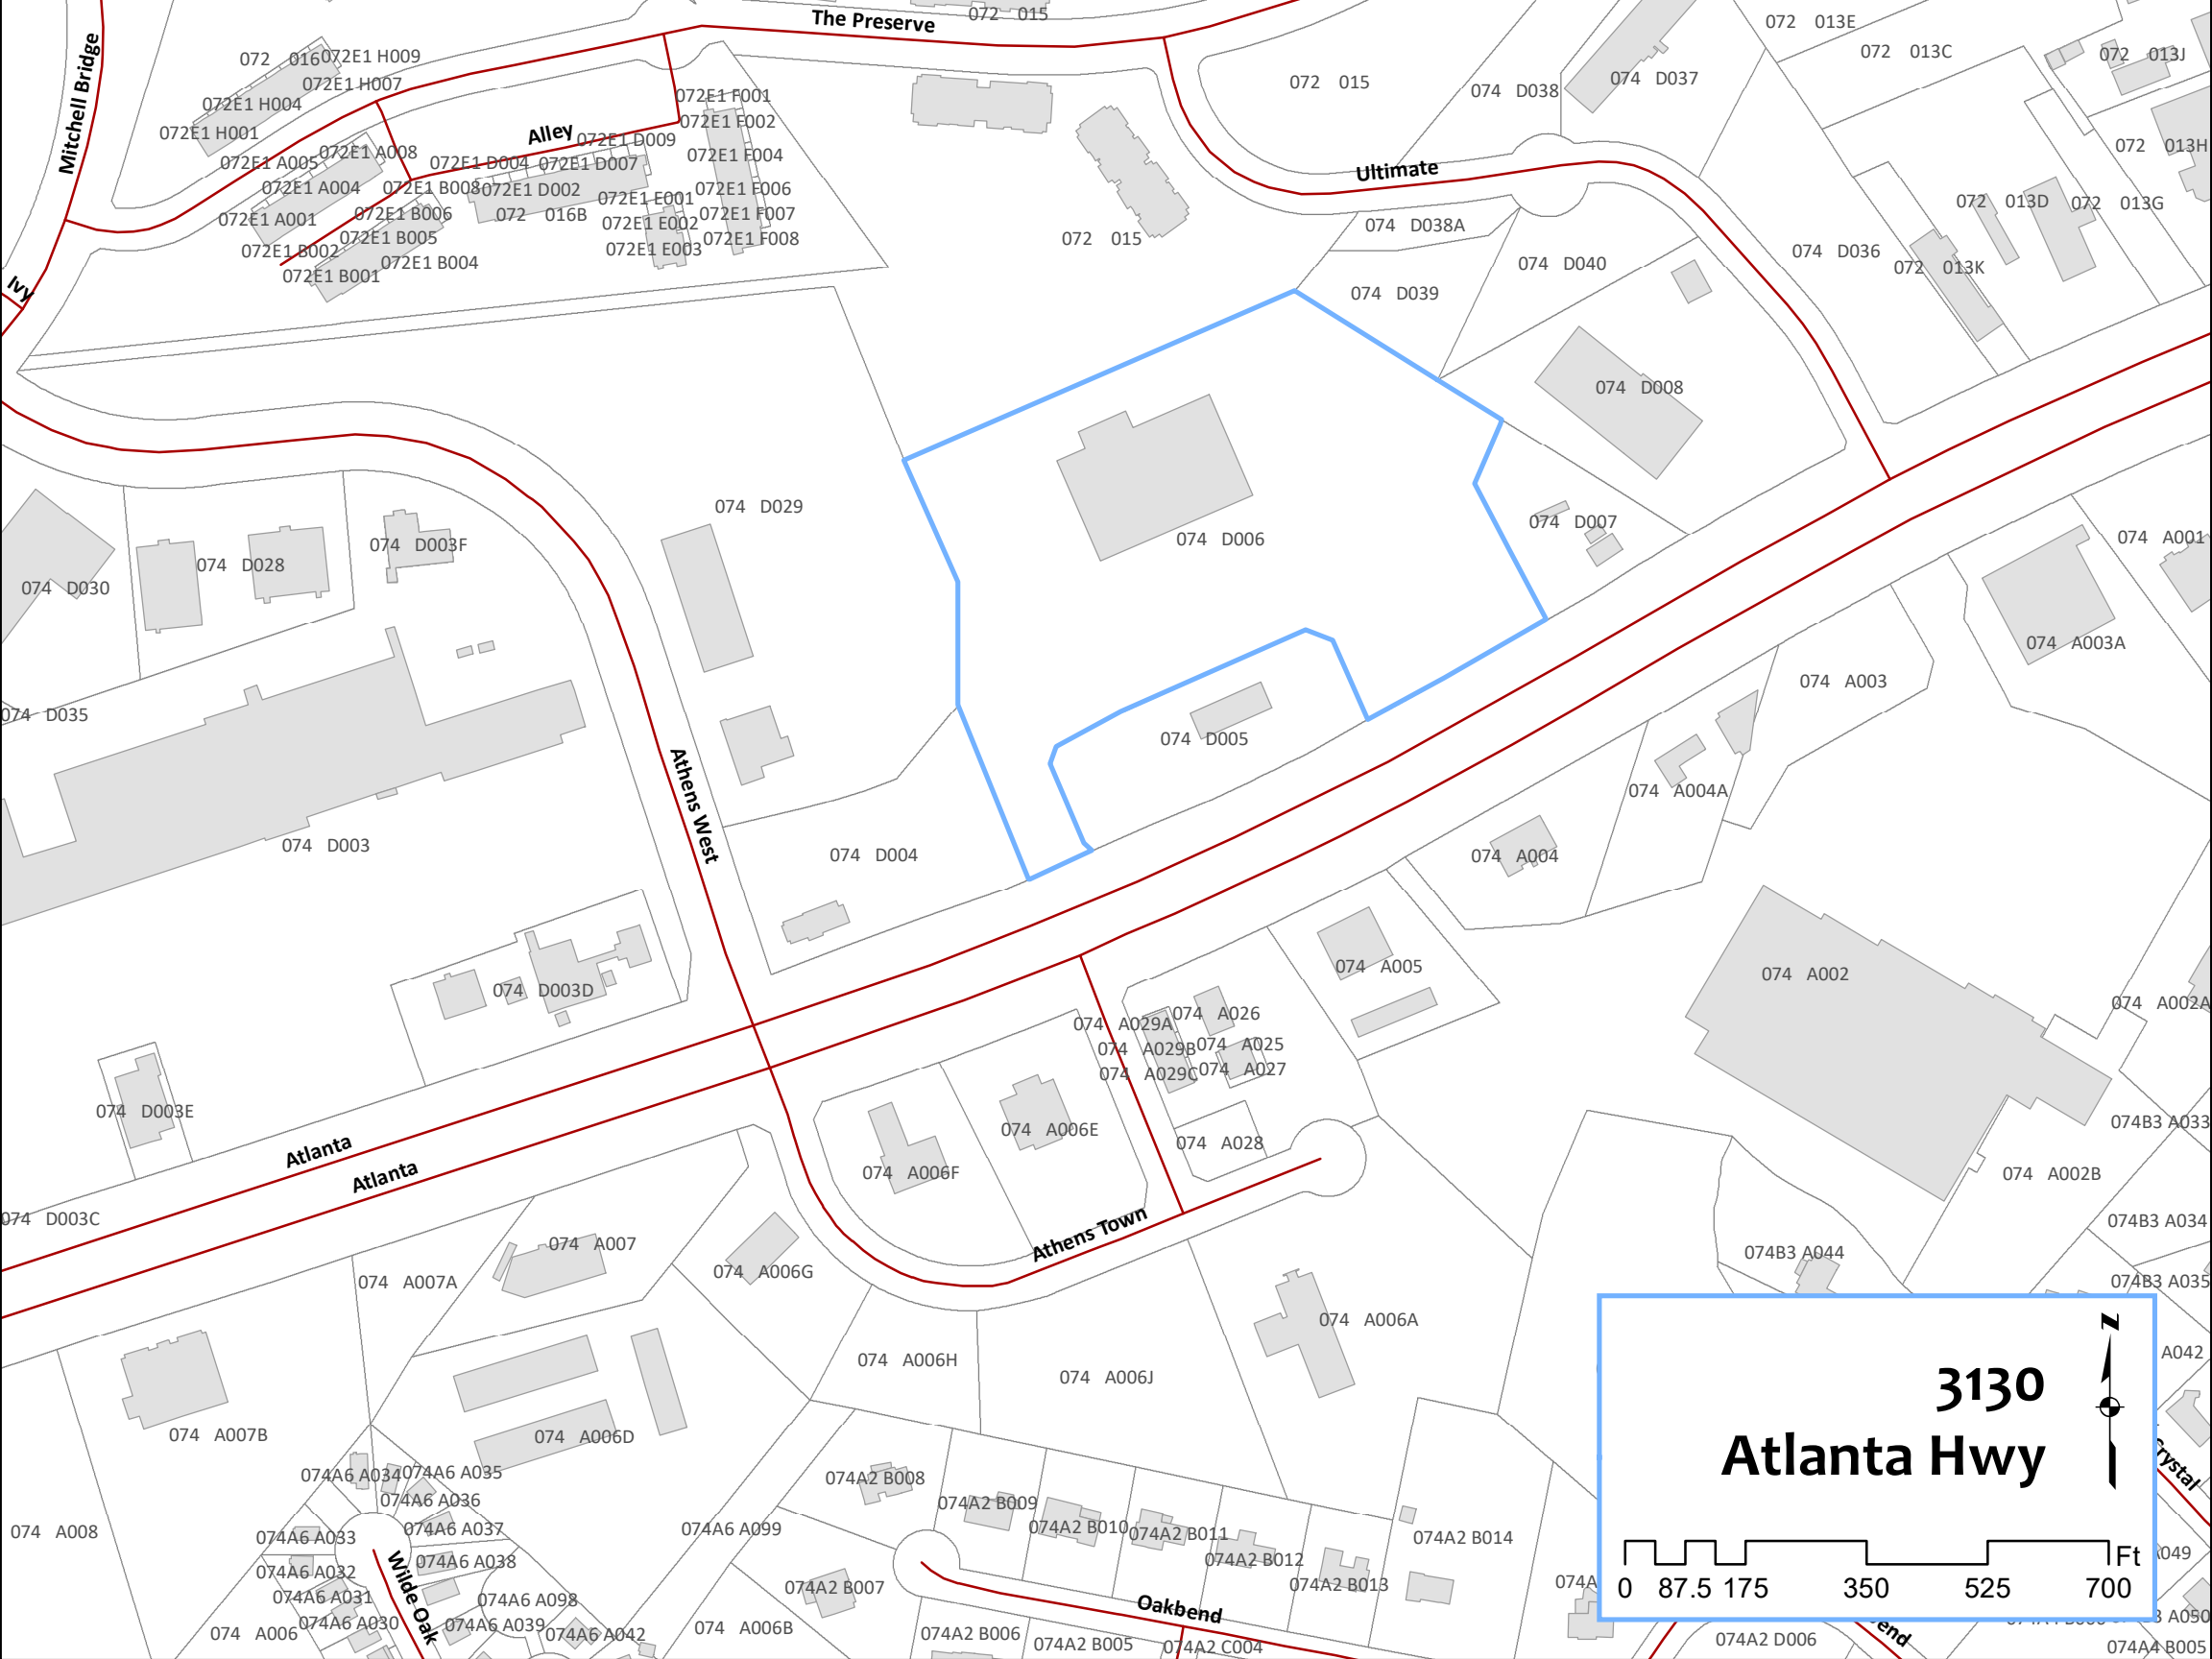 The Preserve
072 015
072 013E
072 013C
072 013J
072 016
072E1 H009
072E1 H007
072E1 H004
072E1 H001
Mitchell Bridge
072E1 F001
072E1 F002
Alley
072E1 D009
072E1 A008
072E1 A005
072E1 D004
072E1 D007
072E1 F004
072 015
074 D038
074 D037
072 013H
072E1 A004
072E1 B008
072E1 D002
072E1 E001
072E1 F006
Ultimate
072E1 A001
072E1 B006
072 016B
072E1 E002
072E1 F007
072 013D
072 013G
072E1 B005
072E1 B002
072E1 E003
072E1 F008
072 015
074 D038A
074 D036
072E1 B004
072E1 B001
074 D040
072 013K
Ivy
074 D039
074 D008
074 D029
074 D007
074 D006
074 A001
074 D003F
074 D028
074 D030
074 A003A
074 D035
074 A003
074 D005
Athens West
074 A004A
074 D003
074 D004
074 A004
074 A005
074 A002
074 D003D
074 A002A
074 A026
074 A029A
074 A029B
074 A025
074 A029C
074 A027
074 D003E
074 A006E
074 A028
074B3 A033
Atlanta
Atlanta
074 A006F
074 A002B
074 D003C
Athens Town
074B3 A034
074 A007
074B3 A044
074 A007A
074 A006G
074B3 A035
074 A006A
074 A006H
074 A006J
A042
3130
Atlanta Hwy
z
Ft
0 87.5 175 350 525 700
074 A007B
074 A006D
Crystal
074A6 A034
074A6 A035
074A2 B008
074A6 A036
074A2 B009
074 A008
074A6 A033
074A6 A037
074A6 A099
074A2 B010
074A2 B011
074A2 B014
074A6 A032
074A6 A038
074A2 B012
Wilde Oak
074A6 A031
074A6 A098
074A2 B007
074A2 B013
074A
A049
074A6 A030
074A6 A039
Oakbend
A050
074 A006
074A6 A042
074 A006B
074A2 B006
074A2 B005
074A2 C004
074A2 D006
end
074A4 B005